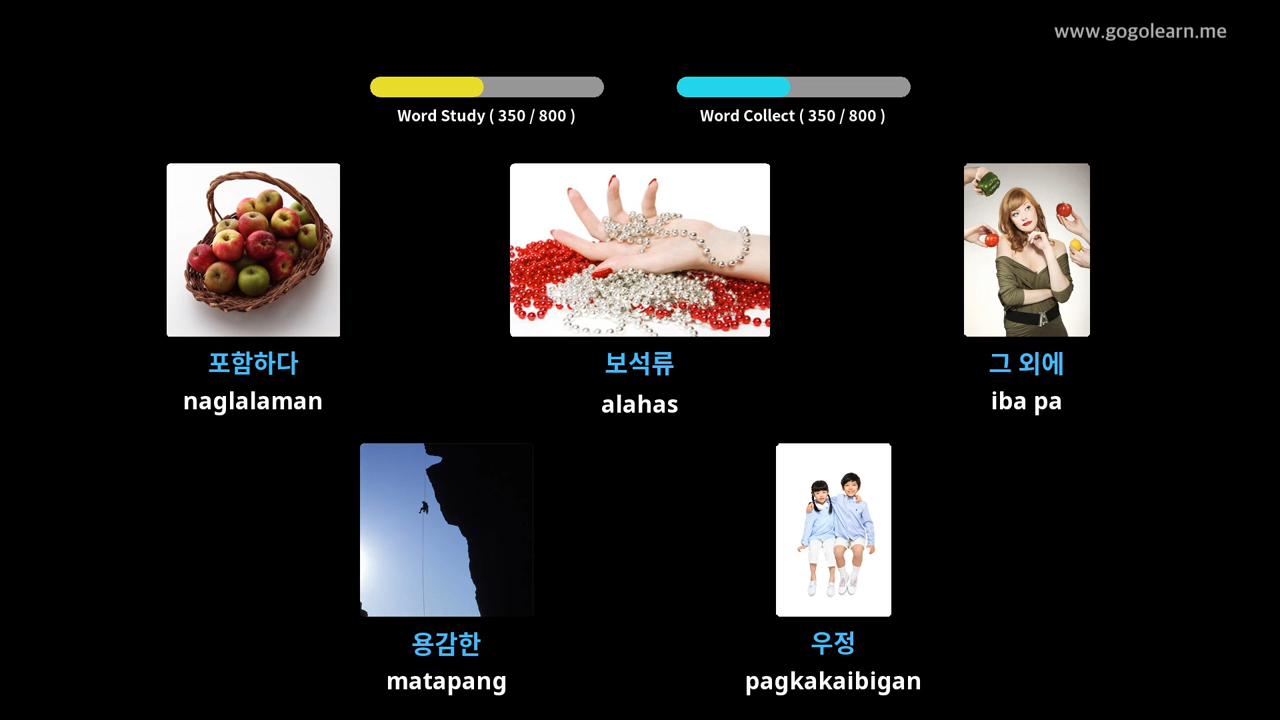 www.gogolearn.me
Word Study ( 350 / 800 )
Word Collect ( 350 / 800 )
포함하다
naglalaman
보석류
alahas
그 외에
iba pa
용감한
matapang
우정
pagkakaibigan